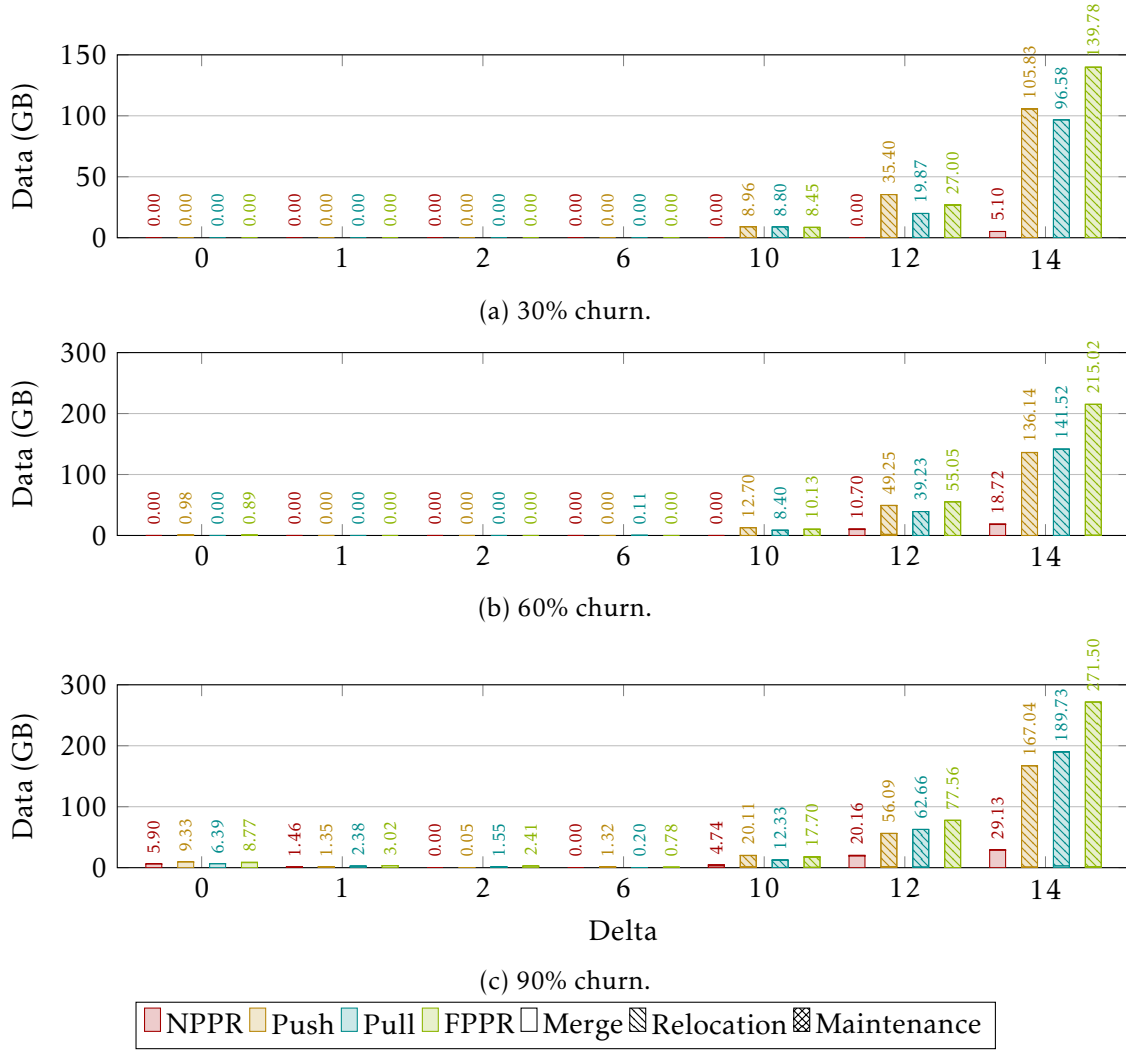 0.00 0.00 0.00 0.00 0.00 0.00 0.00 0.00 0.00 0.00 0.00 0.00 0.00 0.00 0.00 0.00 0.00 8.96 8.80 8.45 0.00 35.40 19.87 27.00 5.10 105.83 96.58 139.78
150
100
50
0
Data (GB)
0 1 2 6 10 12 14
(a) 30% churn.
0.00 0.98 0.00 0.89 0.00 0.00 0.00 0.00 0.00 0.00 0.00 0.00 0.00 0.00 0.11 0.00 0.00 12.70 8.40 10.13 10.70 49.25 39.23 55.05 18.72 136.14 141.52 215.02
300
200
100
0
Data (GB)
0 1 2 6 10 12 14
(b) 60% churn.
5.90 9.33 6.39 8.77 1.46 1.35 2.38 3.02 0.00 0.05 1.55 2.41 0.00 1.32 0.20 0.78 4.74 20.11 12.33 17.70 20.16 56.09 62.66 77.56 29.13 167.04 189.73 271.50
300
200
100
0
Data (GB)
0 1 2 6 10 12 14
Delta
(c) 90% churn.
NPPR Push Pull FPPR Merge Relocation Maintenance